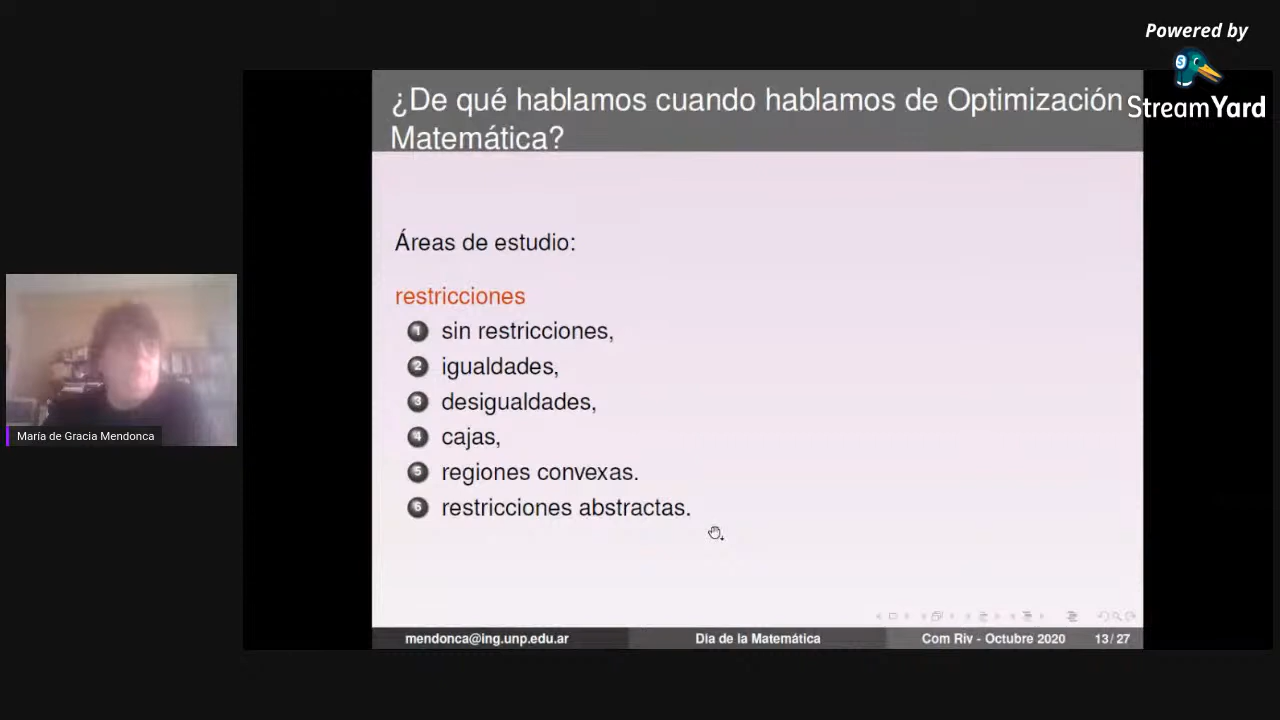 Powered by
StreamYard
¿De qué hablamos cuando hablamos de Optimización
Matemática?
Áreas de estudio:
restricciones
1 sin restricciones,
2 igualdades,
3 desigualdades,
4 cajas,
5 regiones convexas.
6 restricciones abstractas.
María de Gracia Mendonca
mendonca@ing.unp.edu.ar Dia de la Matemática Com Riv - Octubre 2020 13/27